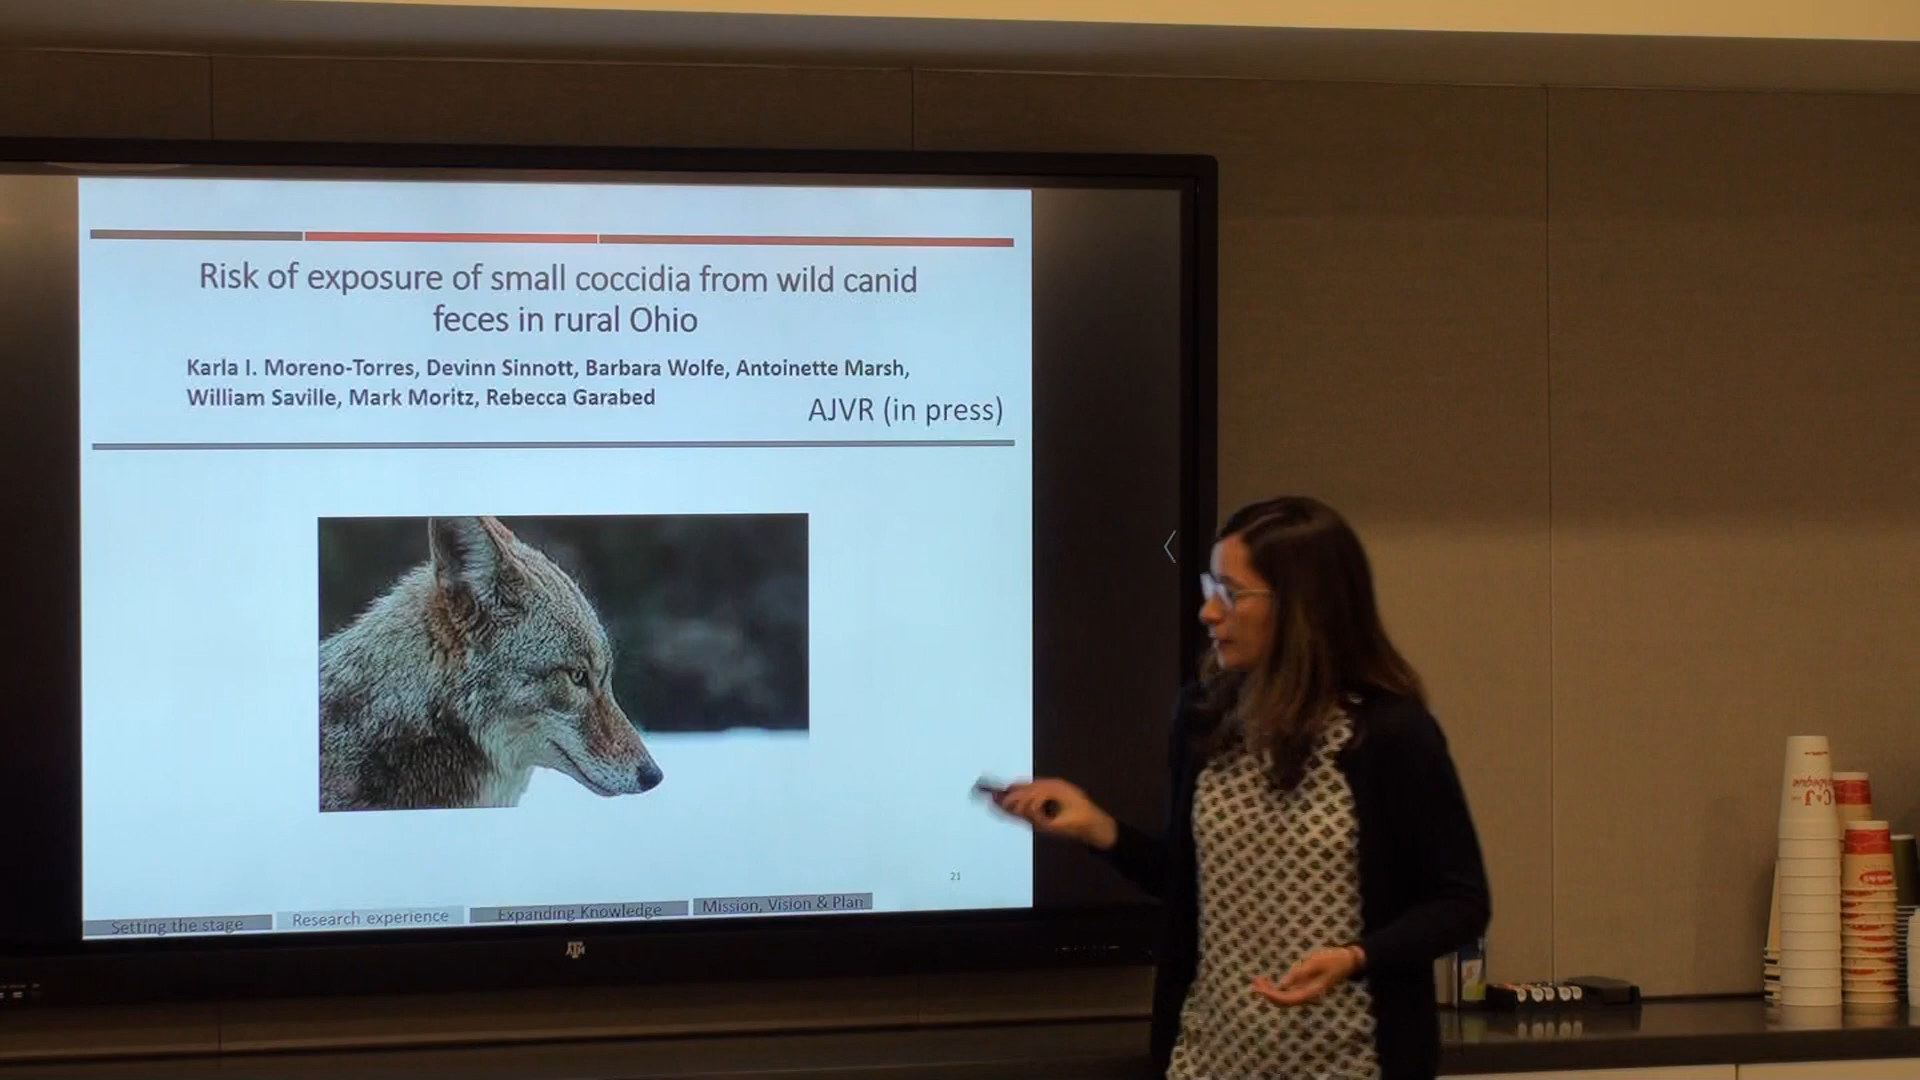 Risk of exposure of small coccidia from wild canid
feces in rural Ohio
Karla I. Moreno-Torres, Devinn Sinnott, Barbara Wolfe, Antoinette Marsh,
William Saville, Mark Moritz, Rebecca Garabed
AJVR (in press)
21
Setting the stage
Research experience
Expanding Knowledge
Mission, Vision & Plan
ATM